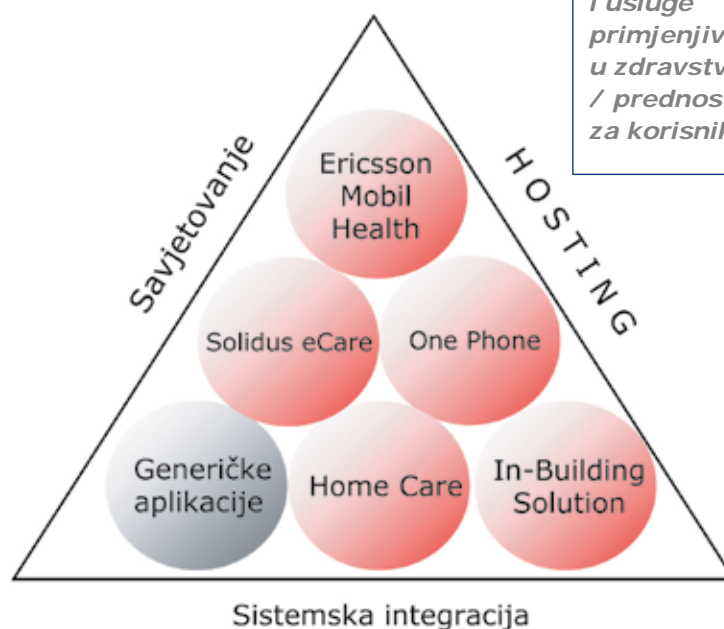 i usluge
u zdravstv
/ prednos
za korisnik
Savjetovanje
HOSTING
Ericsson
Mobil
Health
Solidus eCare
One Phone
Generičke
aplikacije
Home Care
In-Building
Solution
Sistemska integracija